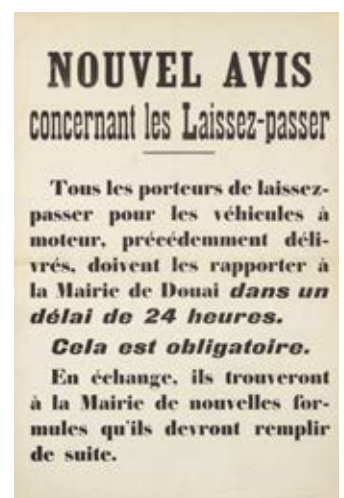 NOUVEL AVIS
concernant les Laissez-passer
Tous les porteurs de laissez-
passer pour les véhicules à
moteur, précédemment déli-
vrés, doivent les rapporter à
la Mairie de Douai dans un
délai de 24 heures.
Cela est obligatoire.
En échange, ils trouveront
à la Mairie de nouvelles for-
mules qu'ils devront remplir
de suite.